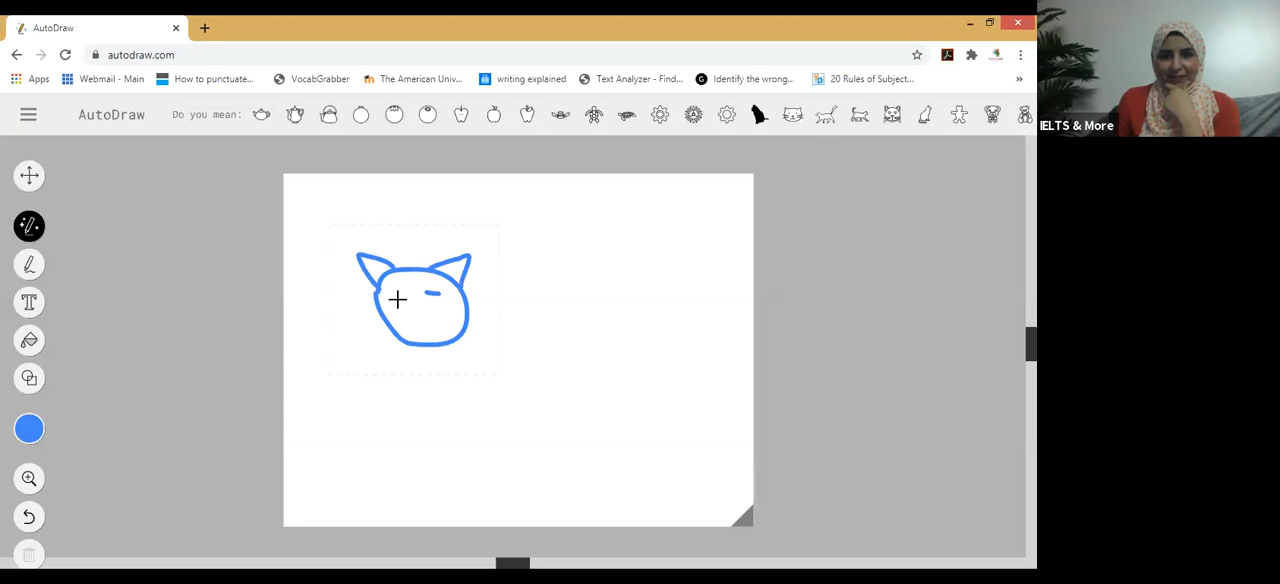 AutoDraw
autodraw.com
Apps Webmail - Main How to punctuate... VocabGrabber The American Univ... writing explained Text Analyzer - Find... Identify the wrong... 20 Rules of Subject... »
AutoDraw Do you mean:
IELTS & More